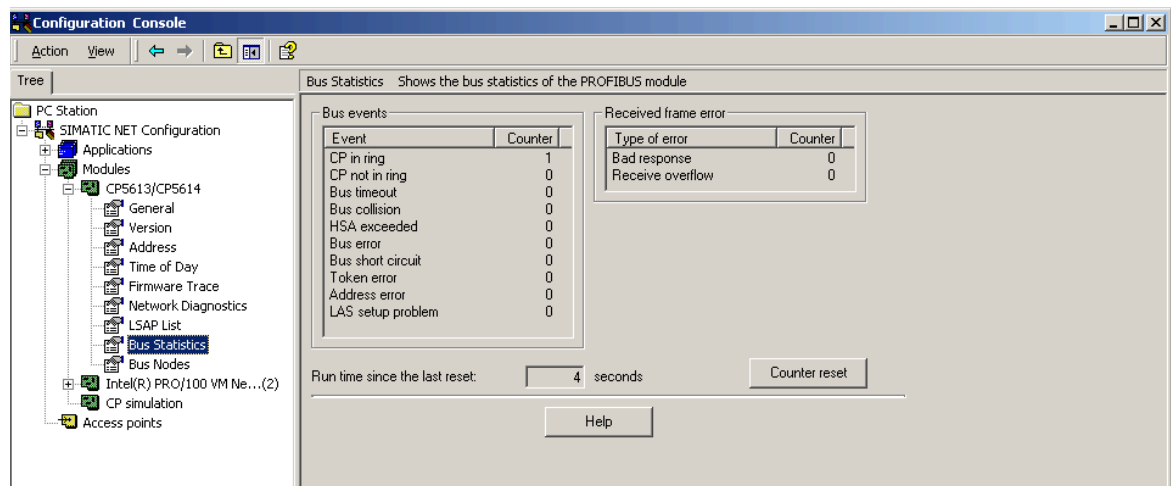 Configuration Console
Action View
Tree
Bus Statistics Shows the bus statistics of the PROFIBUS module
PC Station
SIMATIC NET Configuration
Applications
Modules
CP5613/CP5614
General
Version
Address
Time of Day
Firmware Trace
Network Diagnostics
LSAP List
Bus Statistics
Bus Nodes
Intel(R) PRO/100 VM Ne...(2)
CP simulation
Access points
Bus events
Event Counter
CP in ring 1
CP not in ring 0
Bus timeout 0
Bus collision 0
HSA exceeded 0
Bus error 0
Bus short circuit 0
Token error 0
Address error 0
LAS setup problem 0
Received frame error
Type of error Counter
Bad response 0
Receive overflow 0
Run time since the last reset: 4 seconds
Counter reset
Help